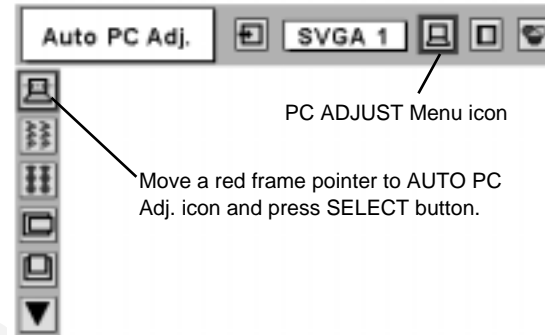 Auto PC Adj.
SVGA 1
PC ADJUST Menu icon
Move a red frame pointer to AUTO PC
Adj. icon and press SELECT button.